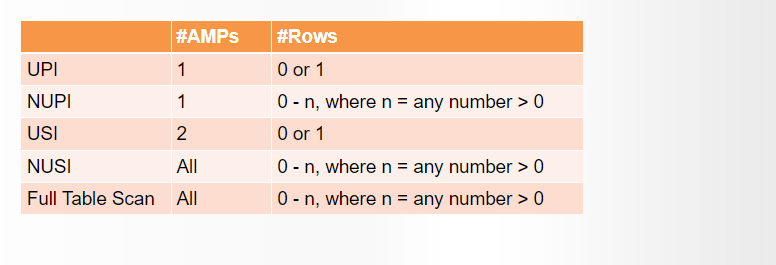 #AMPs #Rows
UPI 1 0 or 1
NUPI 1 0 - n, where n = any number > 0
USI 2 0 or 1
NUSI All 0 - n, where n = any number > 0
Full Table Scan All 0 - n, where n = any number > 0